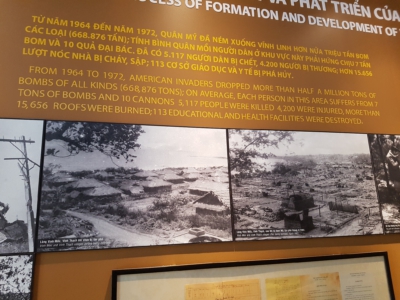 VÀ PHÁT TRIỂN CỦA
PROCESS OF FORMATION AND DEVELOPMENT OF
TỪ NĂM 1964 ĐẾN NĂM 1972, QUÂN MỸ ĐÃ NÉM XUỐNG VĨNH LINH HƠN NỬA TRIỆU TẤN BOM
CÁC LOẠI (668.876 TẤN); TÍNH BÌNH QUÂN MỖI NGƯỜI DÂN Ở KHU VỰC NÀY PHẢI HỨNG CHỊU 7 TẤN
BOM VÀ 10 QUẢ ĐẠI BÁC, ĐÃ CÓ 5.117 NGƯỜI DÂN BỊ CHẾT, 4.200 NGƯỜI BỊ THƯƠNG; HƠN 15.656
LƯỢT NÓC NHÀ BỊ CHÁY, SẬP; 113 CƠ SỞ GIÁO DỤC VÀ Y TẾ BỊ PHÁ HỦY.
FROM 1964 TO 1972, AMERICAN INVADERS DROPPED MORE THAN HALF A MILLION TONS OF
BOMBS OF ALL KINDS (668,876 TONS); ON AVERAGE, EACH PERSON IN THIS AREA SUFFERS FROM 7
TONS OF BOMBS AND 10 CANNONS 5,117 PEOPLE WERE KILLED 4,200 WERE INJURED, MORETHAN
15,656 ROOFS WERE BURNED; 113 EDUCATIONAL AND HEALTH FACILITIE'S WERE DESTROYED.